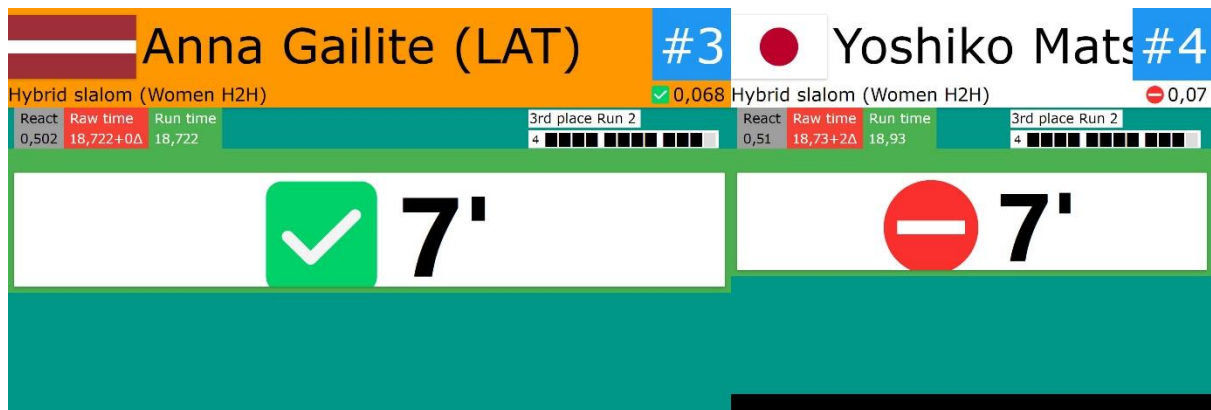 Anna Gailite (LAT) #3
Hybrid slalom (Women H2H) 0,068
React Raw time Run time 3rd place Run 2
0,502 18,722+0Δ 18,722 4
7'
Yoshiko Mats #4
Hybrid slalom (Women H2H) 0,07
React Raw time Run time 3rd place Run 2
0,51 18,73+2Δ 18,93 4
7'